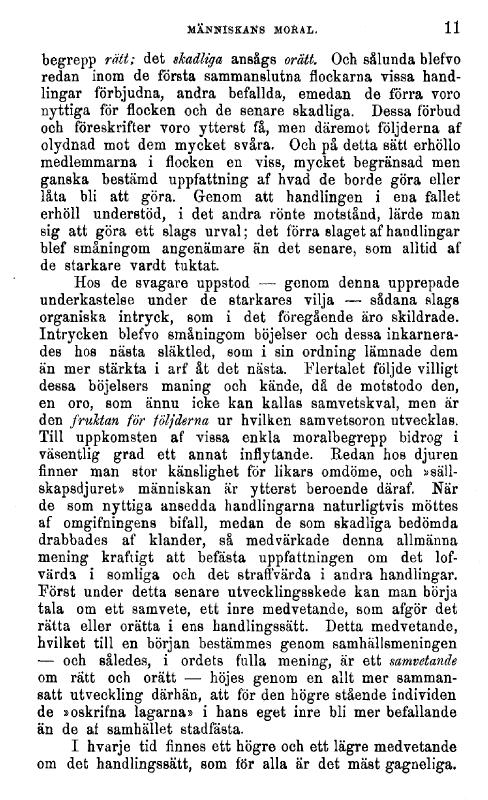 MÄNNISKANS MORAL. 11
begrepp rätt; det skadliga ansågs orätt. Och sålunda blefvo
redan inom de första sammanslutna flockarna vissa hand-
lingar förbjudna, andra befallda, emedan de förra voro
nyttiga för flocken och de senare skadliga. Dessa förbud
och föreskrifter voro ytterst få, men däremot följderna af
olydnad mot dem mycket svåra. Och på detta sätt erhöllo
medlemmarna i flocken en viss, mycket begränsad men
ganska bestämd uppfattning af hvad de borde göra eller
låta bli att göra. Genom att handlingen i ena fallet
erhöll understöd, i det andra rönte motstånd, lärde man
sig att göra ett slags urval; det förra slaget af handlingar
blef småningom angenämare än det senare, som alltid af
de starkare vardt tuktat.
Hos de svagare uppstod — genom denna upprepade
underkastelse under de starkares vilja — sådana slags
organiska intryck, som i det föregående äro skildrade.
Intrycken blefvo småningom böjelser och dessa inkarnera-
des hos nästa släktled, som i sin ordning lämnade dem
än mer stärkta i arf åt det nästa. Flertalet följde villigt
dessa böjelsers maning och kände, då de motstodo den,
en oro, som ännu icke kan kallas samvetskval, men är
den fruktan för följderna ur hvilken samvetsoron utvecklas.
Till uppkomsten af vissa enkla moralbegrepp bidrog i
väsentlig grad ett annat inflytande. Redan hos djuren
finner man stor känslighet för likars omdöme, och »säll-
skapsdjuret» människan är ytterst beroende däraf. När
de som nyttiga ansedda handlingarna naturligtvis möttes
af omgifningens bifall, medan de som skadliga bedömda
drabbades af klander, så medvärkade denna allmänna
mening kraftigt att befästa uppfattningen om det lof-
värda i somliga och det straffvärda i andra handlingar.
Först under detta senare utvecklingsskede kan man börja
tala om ett samvete, ett inre medvetande, som afgör det
rätta eller orätta i ens handlingssätt. Detta medvetande,
hvilket till en början bestämmes genom samhällsmeningen
— och således, i ordets fulla mening, är ett samvetande
om rätt och orätt — höjes genom en allt mer samman-
satt utveckling därhän, att för den högre stående individen
de »oskrifna lagarna» i hans eget inre bli mer befallande
än de af samhället stadfästa.
I hvarje tid finnes ett högre och ett lägre medvetande
om det handlingssätt, som för alla är det mäst gagneliga.